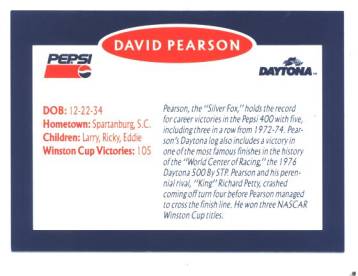 DAVID PEARSON
PEPSI
DAYTONA
DOB: 12-22-34
Hometown: Spartanburg, S.C.
Children: Larry, Ricky, Eddie
Winston Cup Victories: 105
Pearson, the "Silver Fox," holds the record
for career victories in the Pepsi 400 with five,
including three in a row from 1972-74. Pear-
son's Daytona log also includes a victory in
one of the most famous finishes in the history
of the "World Center of Racing," the 1976
Daytona 500 By STP. Pearson and his peren-
nial rival, "King" Richard Petty, crashed
coming off turn four before Pearson managed
to cross the finish line. He won three NASCAR
Winston Cup titles.